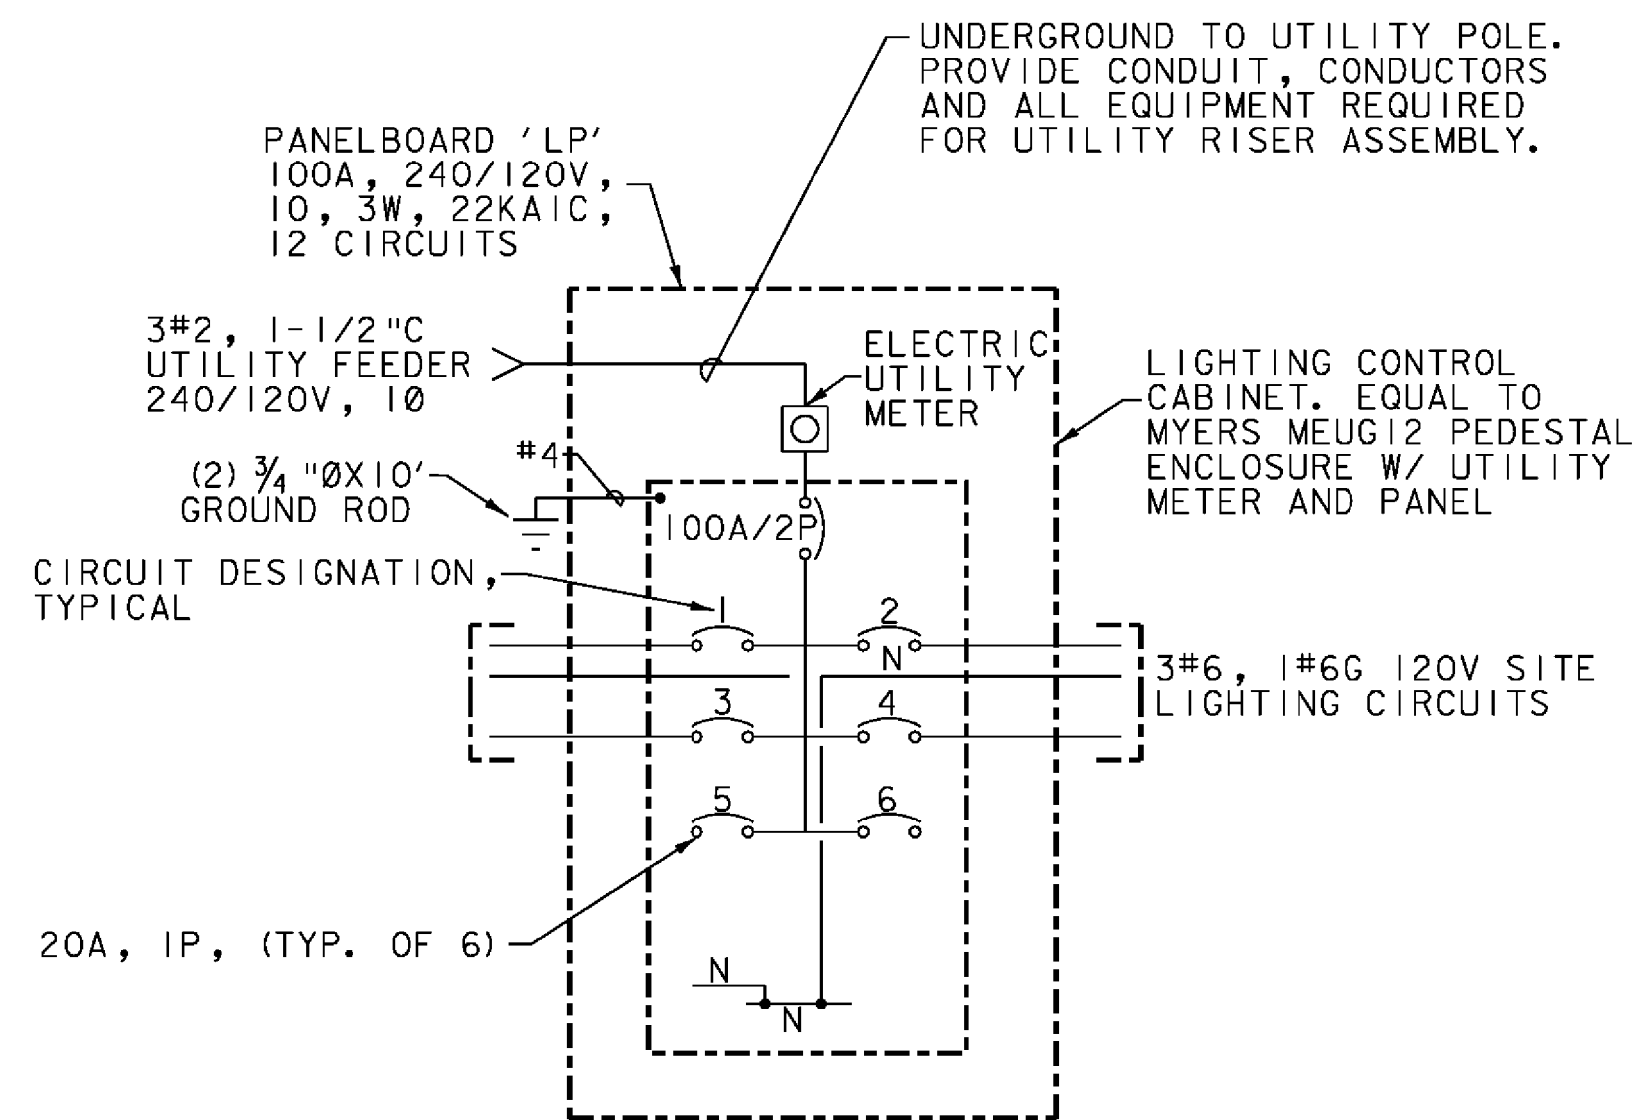 UNDERGROUND TO UTILITY POLE.
PROVIDE CONDUIT, CONDUCTORS
AND ALL EQUIPMENT REQUIRED
FOR UTILITY RISER ASSEMBLY.
PANELBOARD 'LP'
100A, 240/120V,
10, 3W, 22KAIC,
12 CIRCUITS
3#2, 1-1/2"C
UTILITY FEEDER
240/120V, 1Ø
ELECTRIC
UTILITY
METER
LIGHTING CONTROL
CABINET. EQUAL TO
MYERS MEUG12 PEDESTAL
ENCLOSURE W/ UTILITY
METER AND PANEL
#4
(2) ¾"ØX10'
GROUND ROD
100A/2P
CIRCUIT DESIGNATION,
TYPICAL
1
2
N
3
4
3#6, 1#6G 120V SITE
LIGHTING CIRCUITS
5
6
20A, 1P, (TYP. OF 6)
N
N